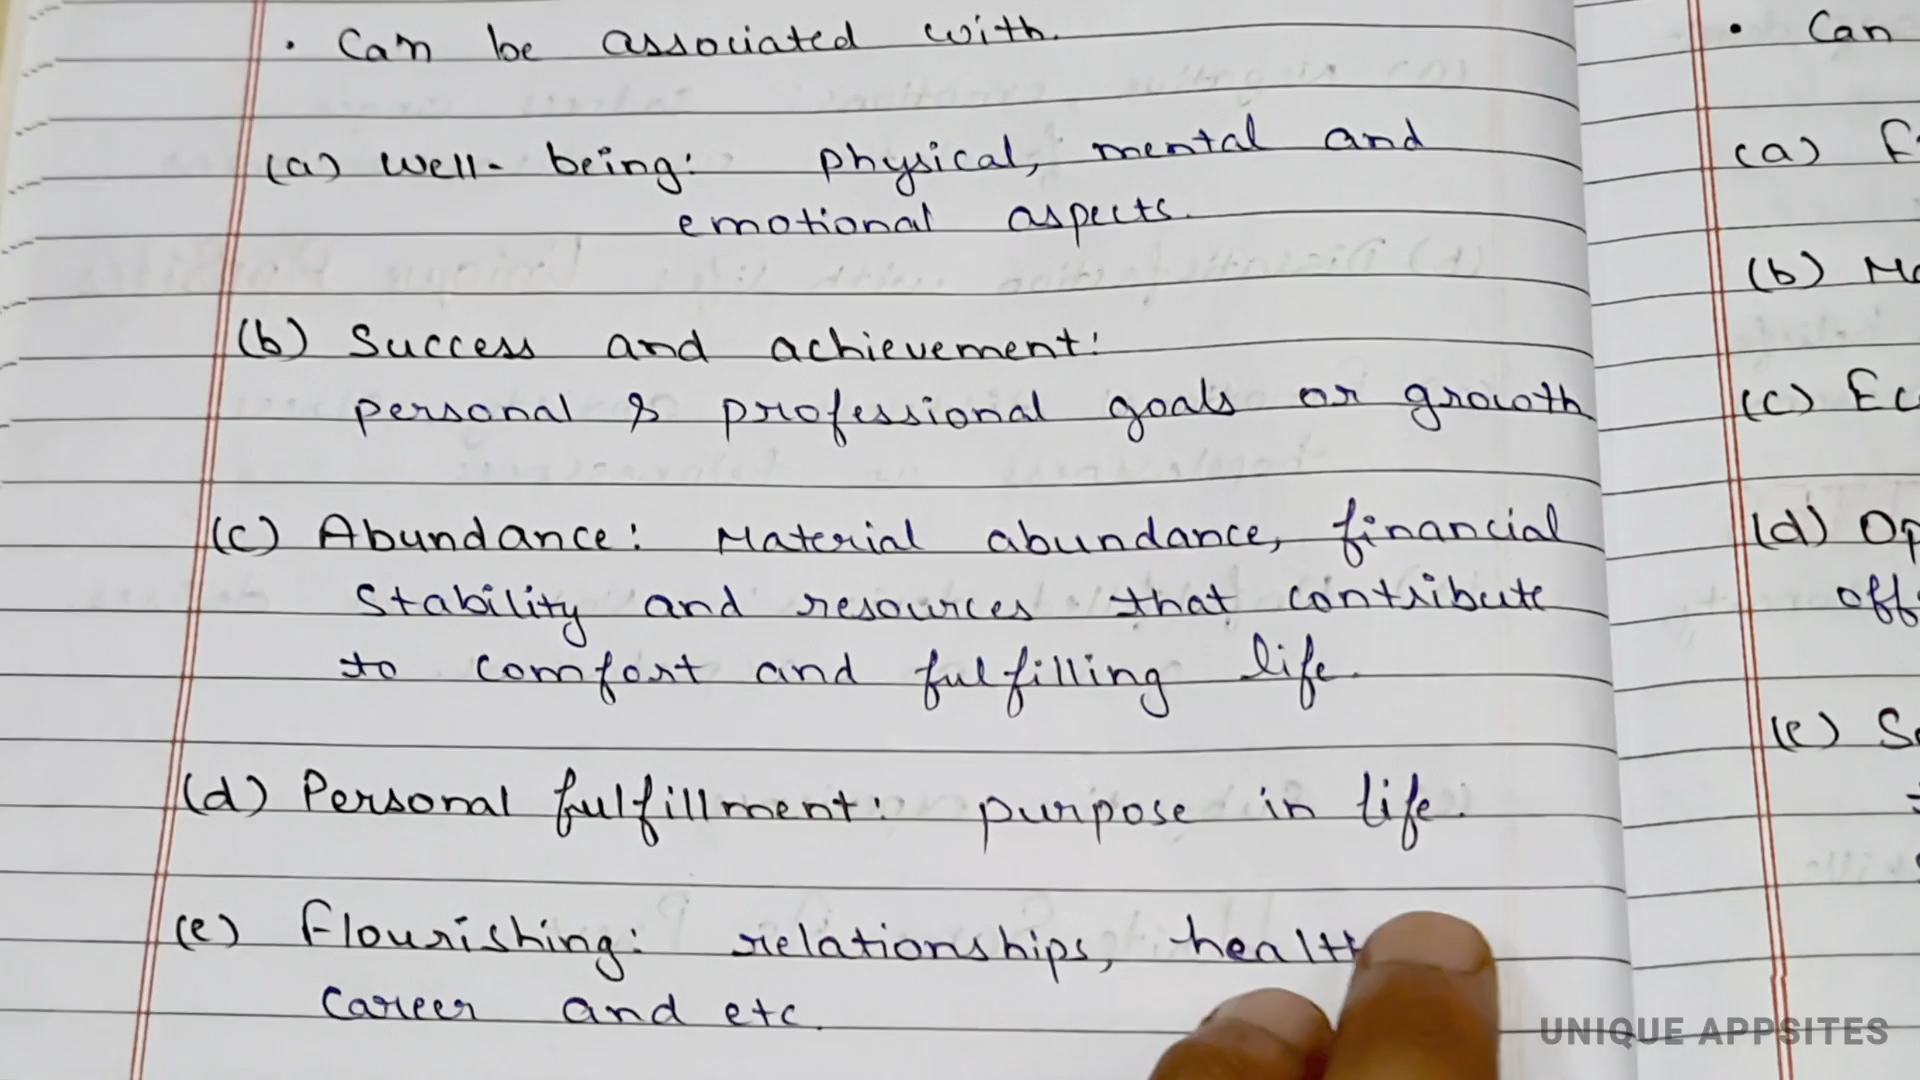 • Can be associated with.
(a) Well-being: physical, mental and
emotional aspects.
(b) Success and achievement:
personal & professional goals or growth
(c) Abundance: Material abundance, financial
stability and resources that contribute
to comfort and fulfilling life.
(d) Personal fulfillment: purpose in life.
(e) Flourishing: relationships, health
Career and etc.
• Can
(a)
(b)
(c)
(d)
(e)
UNIQUE APPSITES